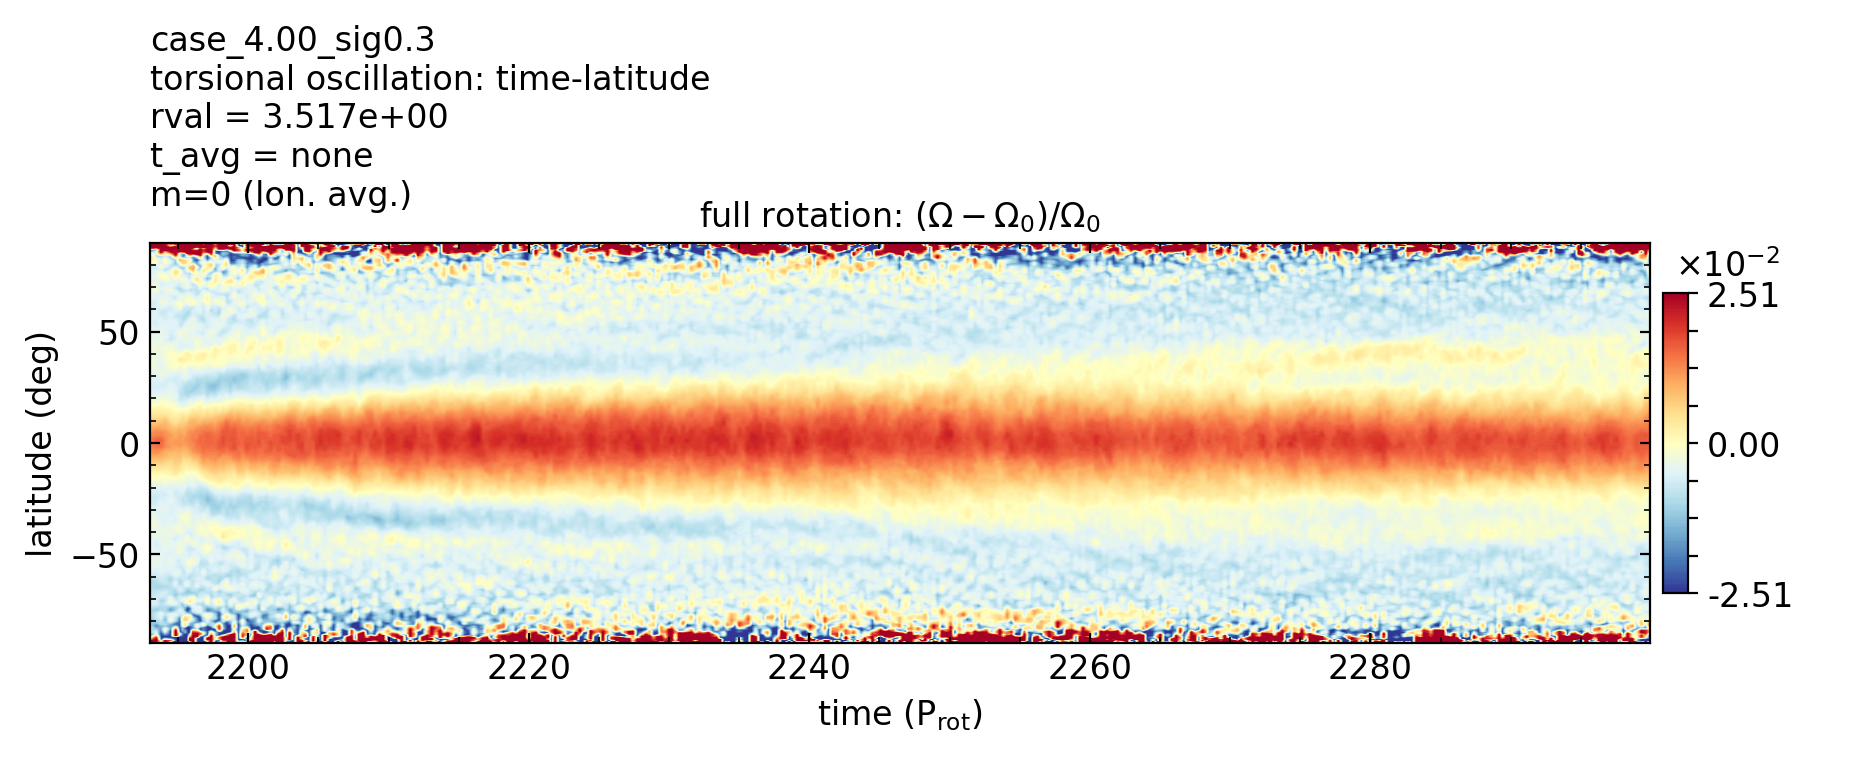 case_4.00_sig0.3
torsional oscillation: time-latitude
rval = 3.517e+00
t_avg = none
m=0 (lon. avg.)
full rotation: (Ω − Ω₀)/Ω₀
×10⁻²
2.51
0.00
-2.51
latitude (deg)
50
0
−50
2200
2220
2240
2260
2280
time (P_rot)